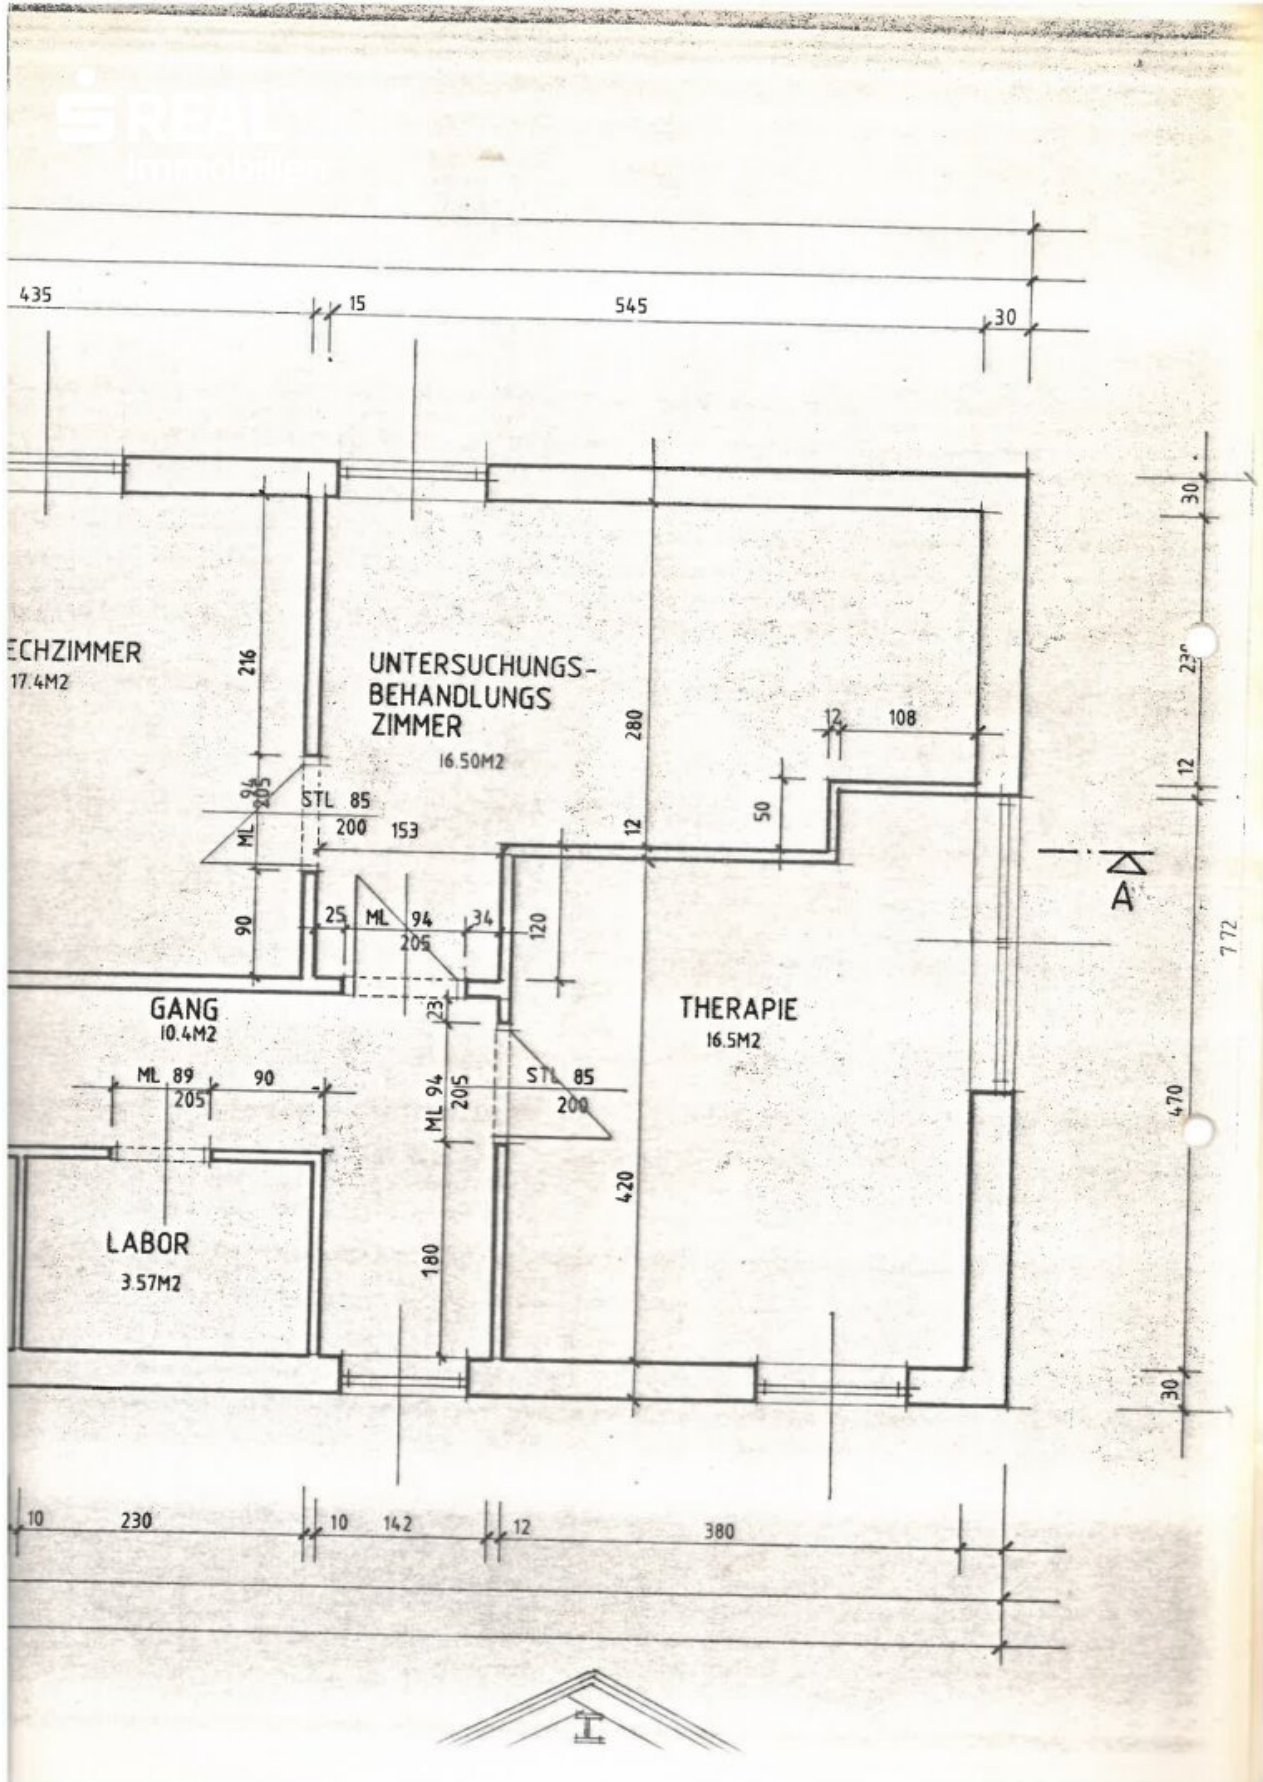 REAL
Immobilien
435
15
545
30
30
ECHZIMMER
17.4M2
216
UNTERSUCHUNGS-
BEHANDLUNGS
ZIMMER
16.50M2
280
12
108
12
ML 94
205
STL 85
200
153
12
50
A
772
90
25
ML 94
205
34
120
GANG
10.4M2
23
THERAPIE
16.5M2
ML 89
205
90
ML 94
205
STL 85
200
470
420
LABOR
3.57M2
180
30
10
230
10
142
12
380